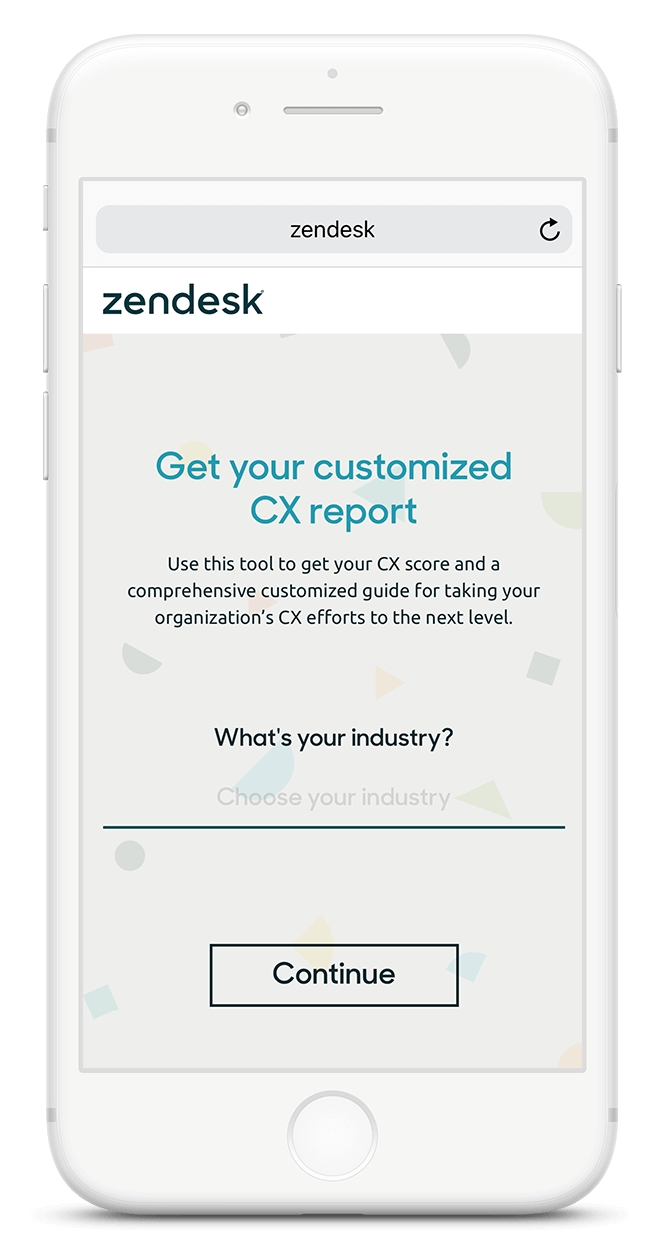 zendesk
zendesk
Get your customized
CX report
Use this tool to get your CX score and a
comprehensive customized guide for taking your
organization's CX efforts to the next level.
What's your industry?
Choose your industry
Continue